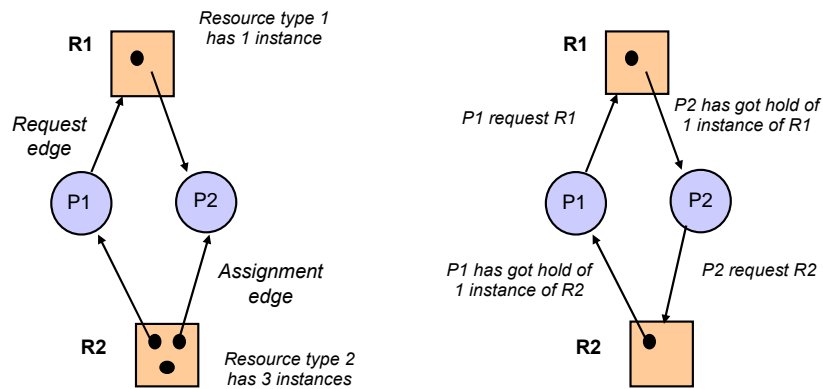 Resource type 1
has 1 instance
R1
Request
edge
P1
P2
Assignment
edge
R2
Resource type 2
has 3 instances
R1
P1 request R1
P2 has got hold of
1 instance of R1
P1
P2
P1 has got hold of
1 instance of R2
P2 request R2
R2